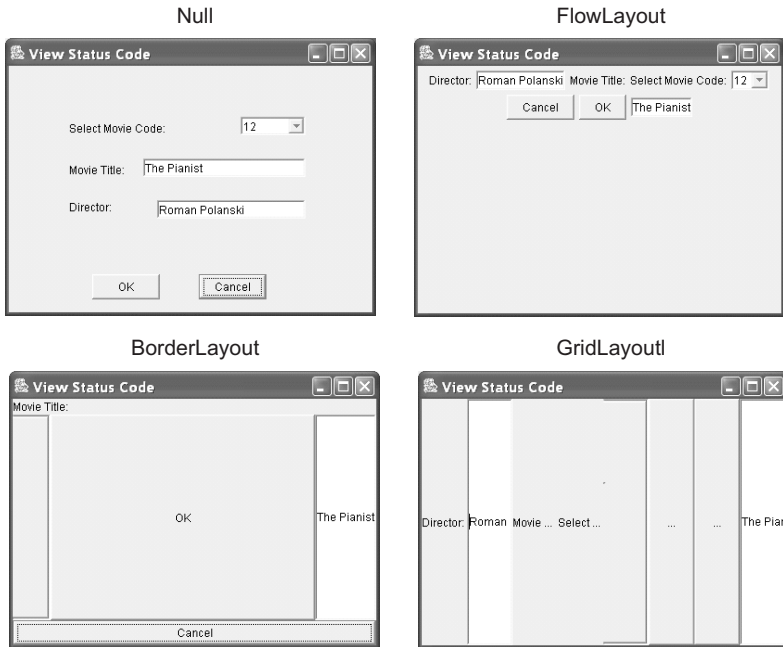 Null
FlowLayout
View Status Code
Select Movie Code:
12
Movie Title:
The Pianist
Director:
Roman Polanski
OK
Cancel
View Status Code
Director: Roman Polanski Movie Title: Select Movie Code: 12
Cancel OK The Pianist
BorderLayout
GridLayoutl
View Status Code
Movie Title:
OK
The Pianist
Cancel
View Status Code
Director: Roman Movie ... Select ... ... ... The Piar